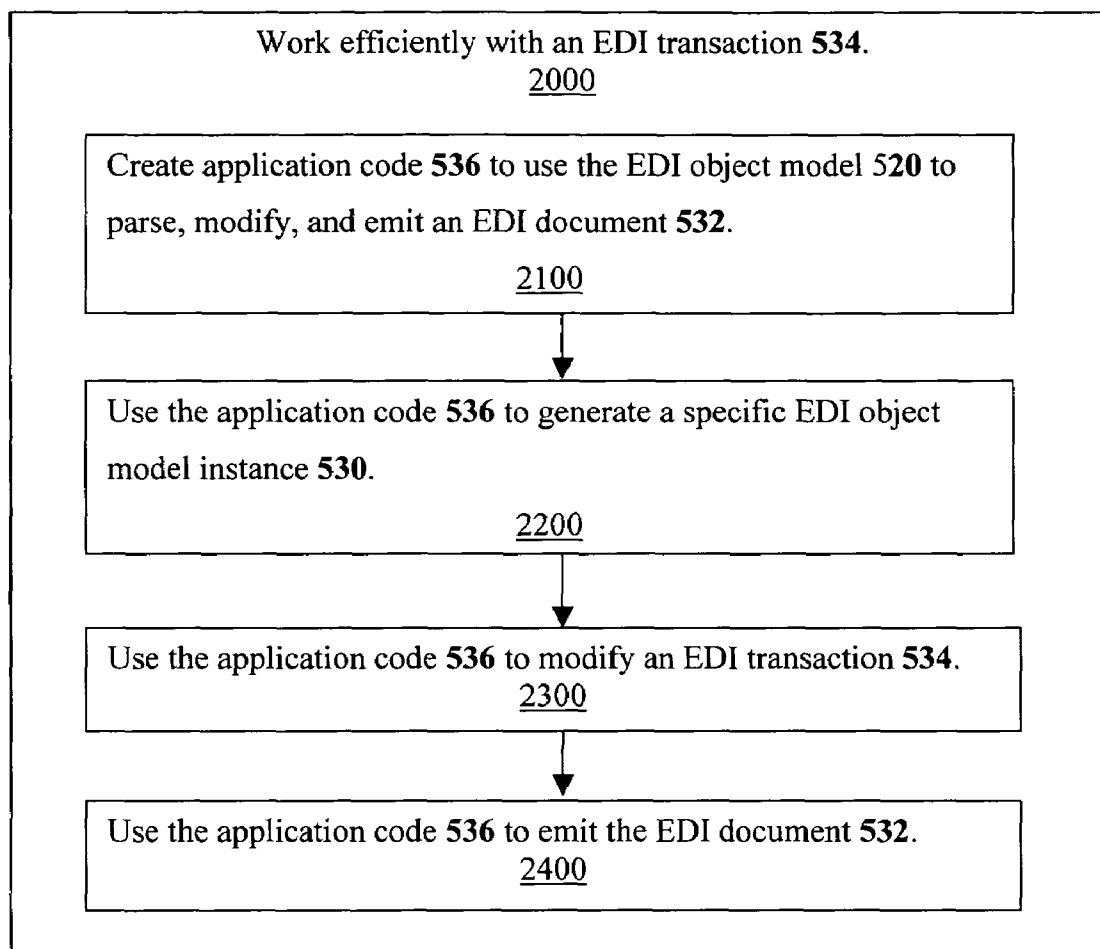 Work efficiently with an EDI transaction 534.
2000
Create application code 536 to use the EDI object model 520 to
parse, modify, and emit an EDI document 532.
2100
Use the application code 536 to generate a specific EDI object
model instance 530.
2200
Use the application code 536 to modify an EDI transaction 534.
2300
Use the application code 536 to emit the EDI document 532.
2400